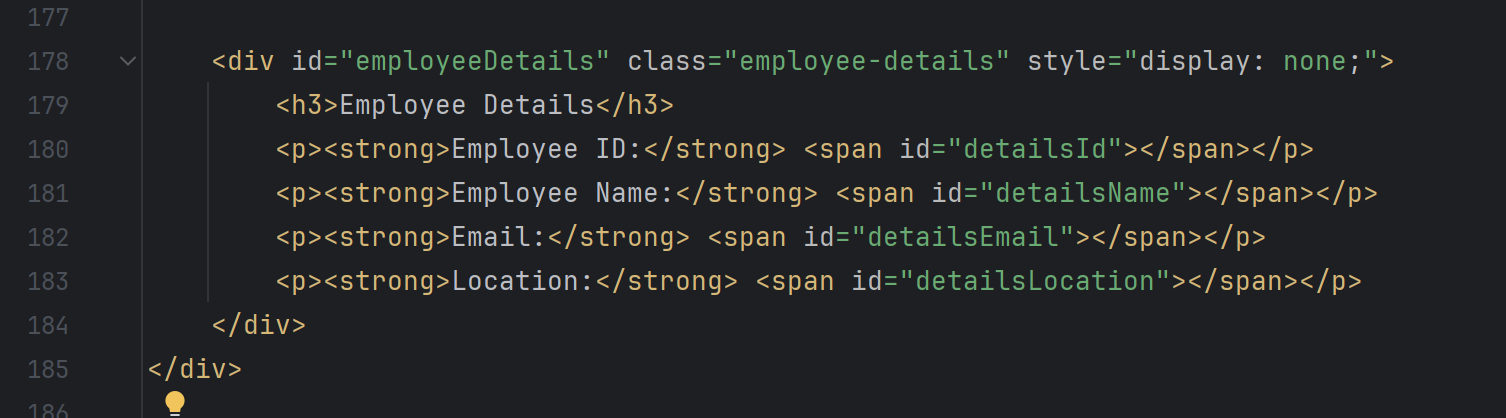 177
178 <div id="employeeDetails" class="employee-details" style="display: none;">
179 <h3>Employee Details</h3>
180 <p><strong>Employee ID:</strong> <span id="detailsId"></span></p>
181 <p><strong>Employee Name:</strong> <span id="detailsName"></span></p>
182 <p><strong>Email:</strong> <span id="detailsEmail"></span></p>
183 <p><strong>Location:</strong> <span id="detailsLocation"></span></p>
184 </div>
185 </div>
186